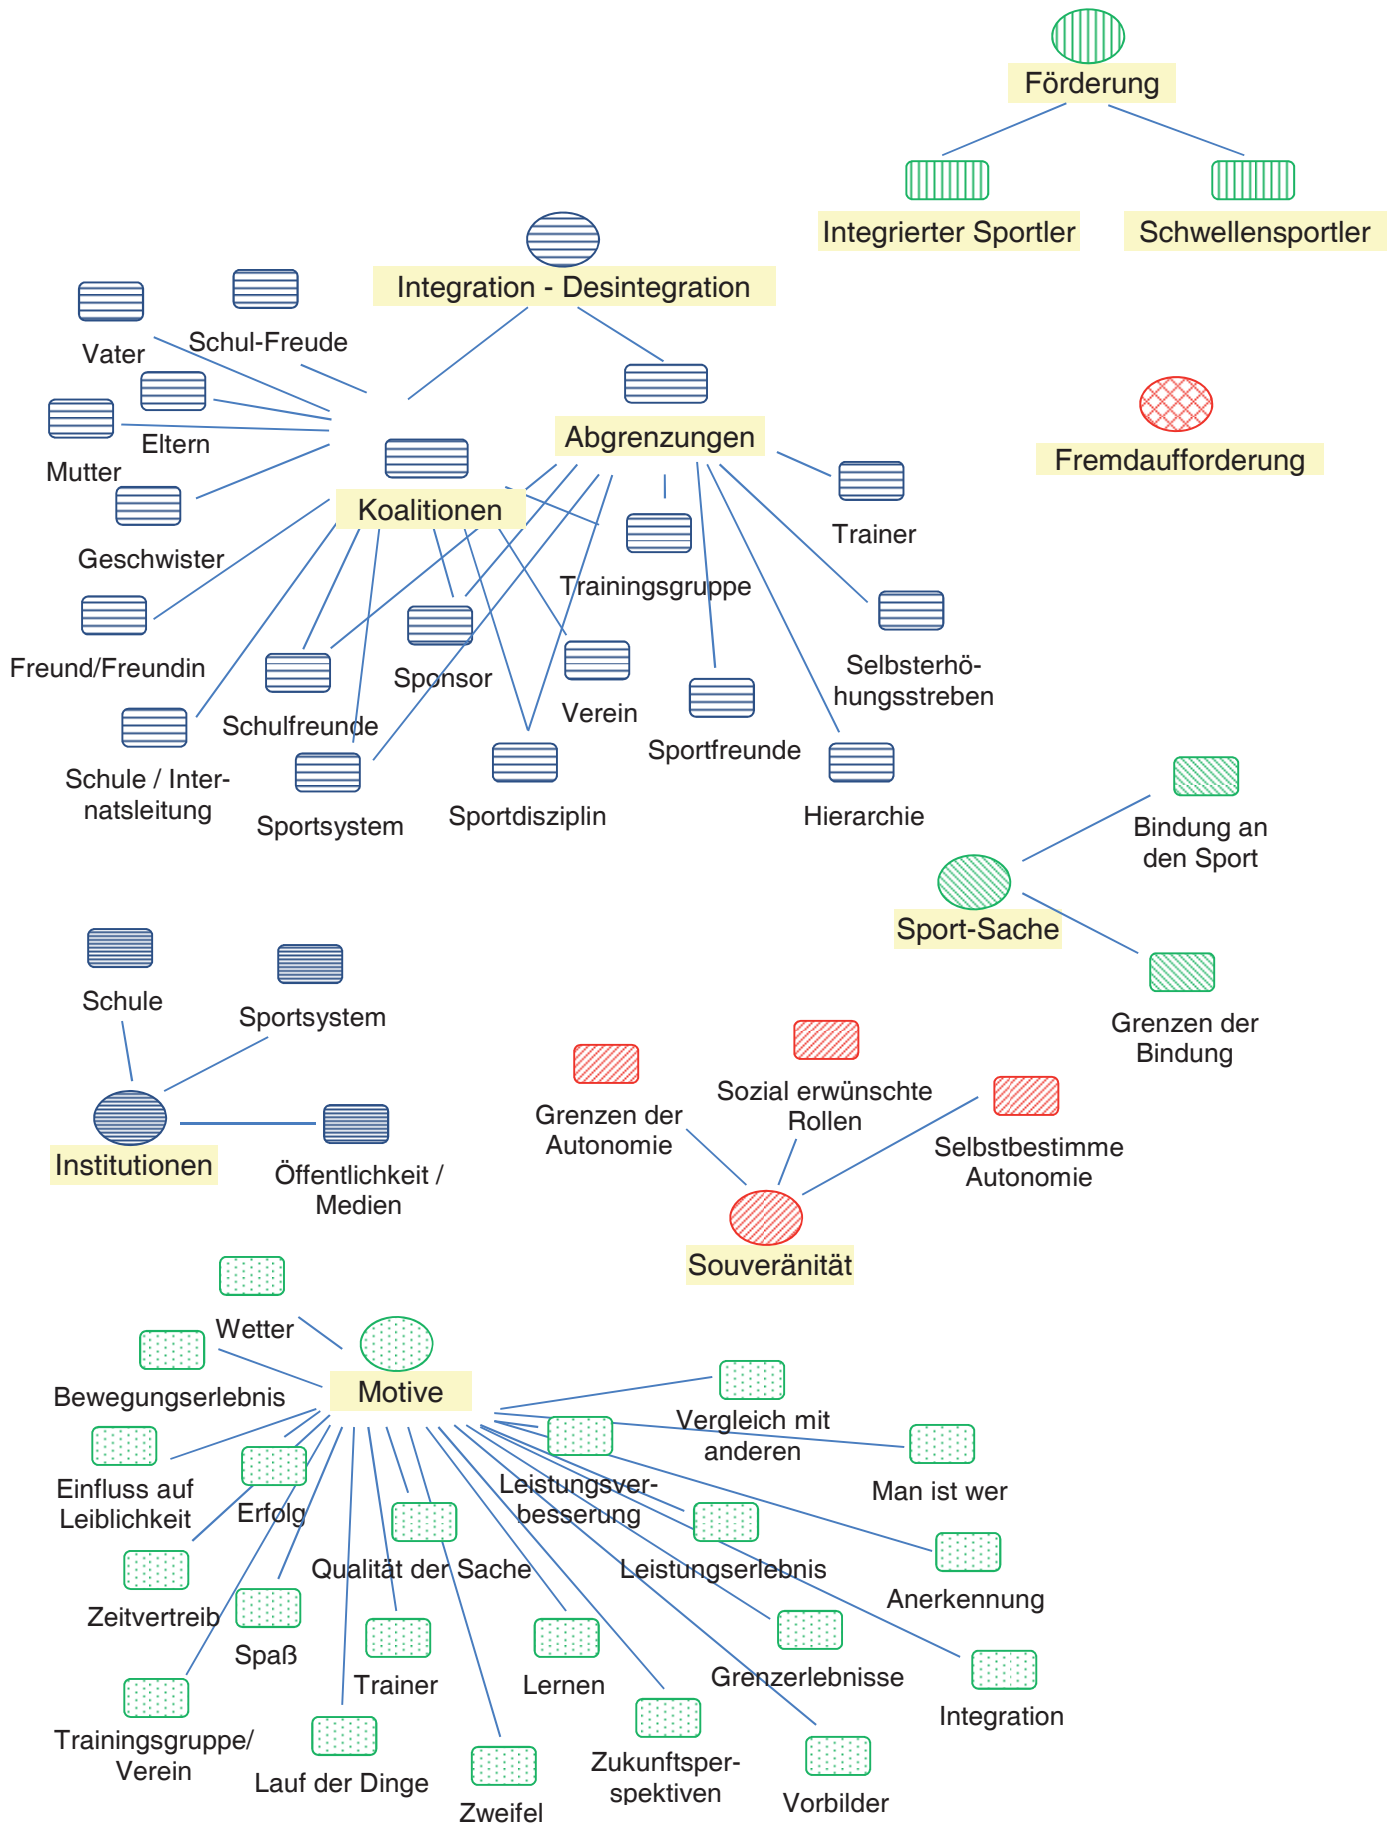 Förderung
Integrierter Sportler
Schwellensportler
Integration - Desintegration
Vater
Schul-Freude
Eltern
Mutter
Abgrenzungen
Fremdaufforderung
Koalitionen
Geschwister
Trainer
Trainingsgruppe
Freund/Freundin
Sponsor
Selbsterhö-
hungsstreben
Schulfreunde
Verein
Sportfreunde
Schule / Inter-
natsleitung
Sportsystem
Sportdisziplin
Hierarchie
Bindung an
den Sport
Sport-Sache
Grenzen der
Bindung
Schule
Sportsystem
Institutionen
Öffentlichkeit /
Medien
Grenzen der
Autonomie
Sozial erwünschte
Rollen
Selbstbestimme
Autonomie
Souveränität
Wetter
Bewegungserlebnis
Motive
Vergleich mit
anderen
Einfluss auf
Leiblichkeit
Erfolg
Leistungsver-
besserung
Man ist wer
Qualität der Sache
Leistungserlebnis
Anerkennung
Zeitvertreib
Spaß
Trainer
Lernen
Grenzerlebnisse
Integration
Trainingsgruppe/
Verein
Lauf der Dinge
Zweifel
Zukunftsper-
spektiven
Vorbilder